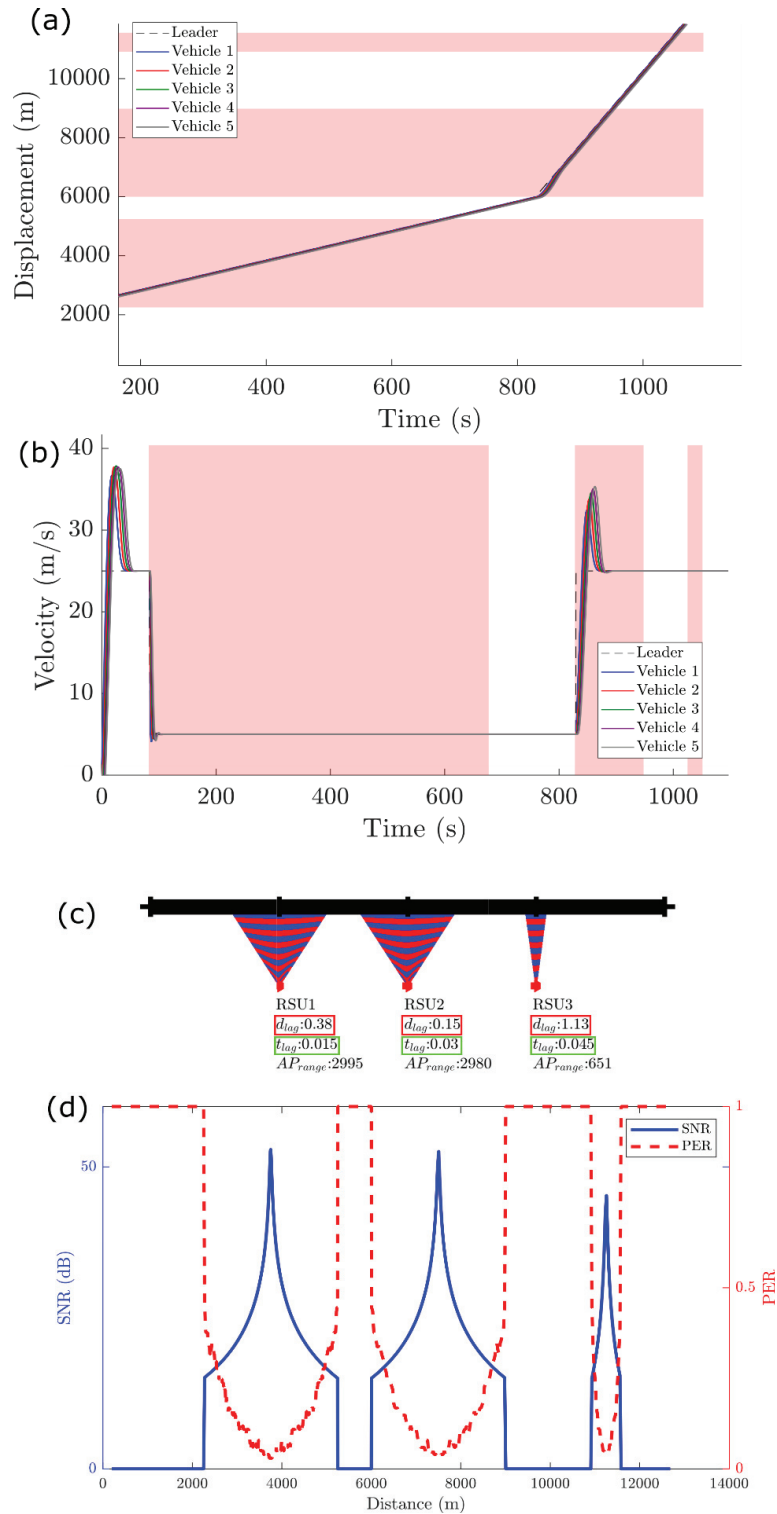 (a)
Leader
Vehicle 1
Vehicle 2
Vehicle 3
Vehicle 4
Vehicle 5
Displacement (m)
10000
8000
6000
4000
2000
200
400
600
800
1000
Time (s)
(b)
Velocity (m/s)
40
30
20
10
0
Leader
Vehicle 1
Vehicle 2
Vehicle 3
Vehicle 4
Vehicle 5
0
200
400
600
800
1000
Time (s)
(c)
RSU1
d_lag:0.38
t_lag:0.015
AP_range:2995
RSU2
d_lag:0.15
t_lag:0.03
AP_range:2980
RSU3
d_lag:1.13
t_lag:0.045
AP_range:651
(d)
SNR
PER
SNR (dB)
50
0
1
0.5
0
PER
0
2000
4000
6000
8000
10000
12000
14000
Distance (m)